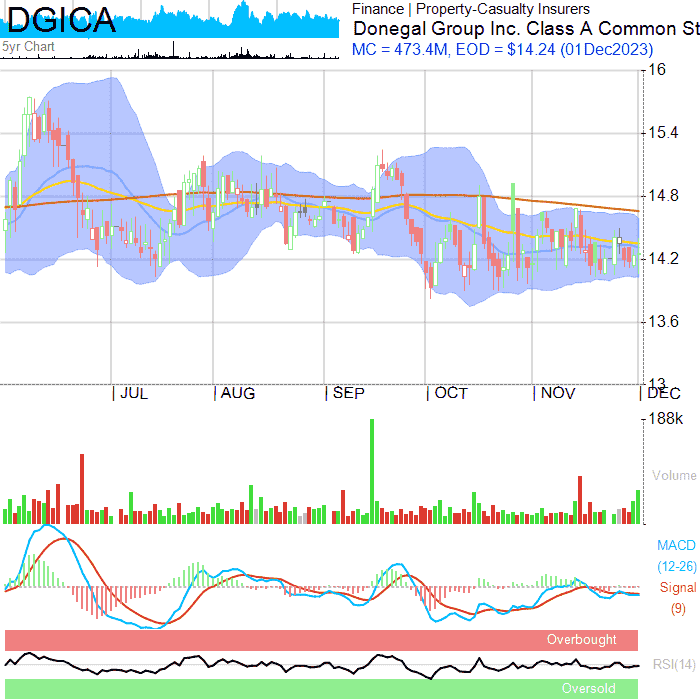 DGICA
Finance | Property-Casualty Insurers
Donegal Group Inc. Class A Common St
MC = 473.4M, EOD = $14.24 (01Dec2023)
5yr Chart
16
15.4
14.8
14.2
13.6
13
JUL
AUG
SEP
OCT
NOV
DEC
188k
Volume
MACD
(12-26)
Signal
(9)
Overbought
RSI(14)
Oversold